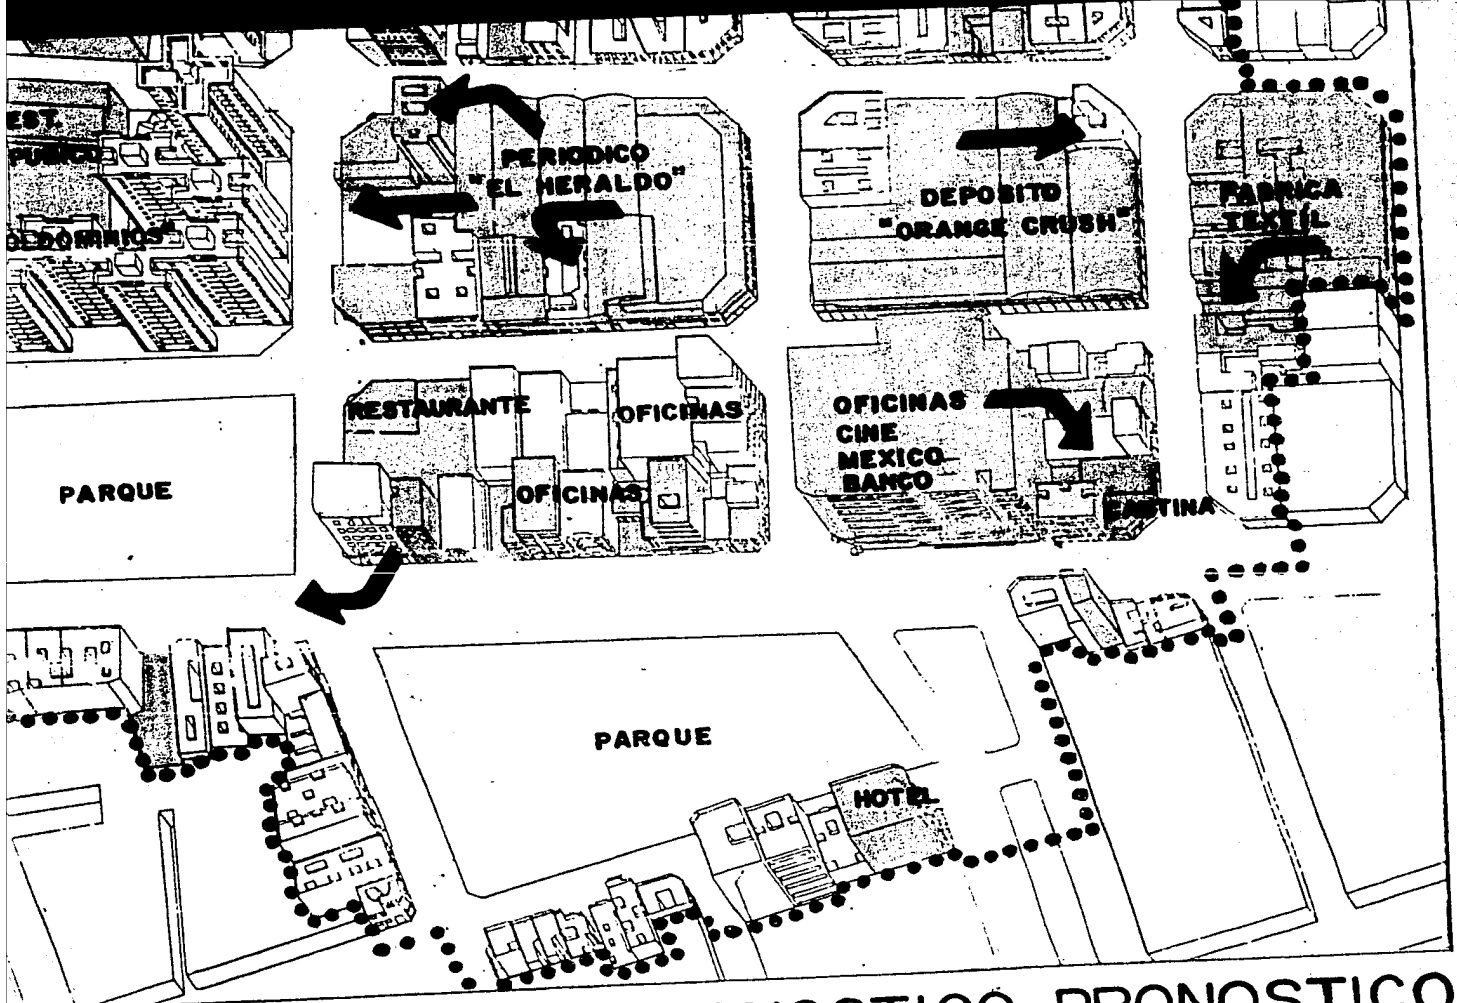 EST.
PUBICO
PERIODICO
"EL HERALDO"
DEPOSITO
"ORANGE CRUSH"
FABRICA
TEXTIL
RESTAURANTE
OFICINAS
OFICINAS
OFICINAS
CINE
MEXICO
BANCO
PARQUE
PARQUE
HOTEL
PRONOSTICO